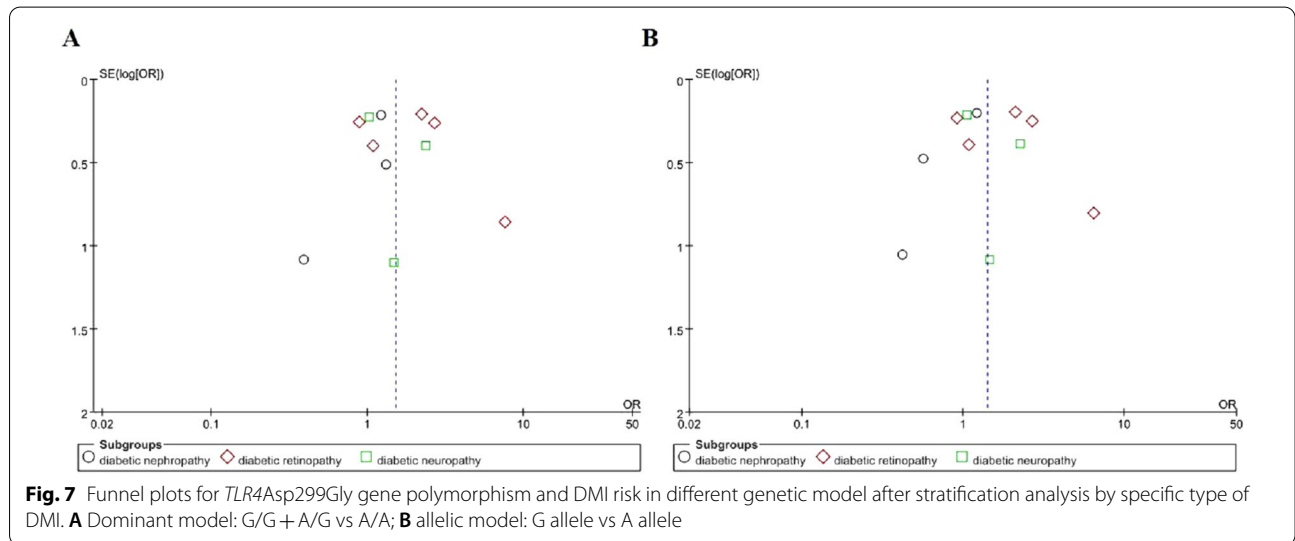 A
SE(log[OR])
0
0.5
1
1.5
2
0.02 0.1 1 10 50
OR
Subgroups
diabetic nephropathy diabetic retinopathy diabetic neuropathy
B
SE(log[OR])
0
0.5
1
1.5
2
0.02 0.1 1 10 50
OR
Subgroups
diabetic nephropathy diabetic retinopathy diabetic neuropathy
Fig. 7 Funnel plots for TLR4Asp299Gly gene polymorphism and DMI risk in different genetic model after stratification analysis by specific type of
DMI. A Dominant model: G/G + A/G vs A/A; B allelic model: G allele vs A allele